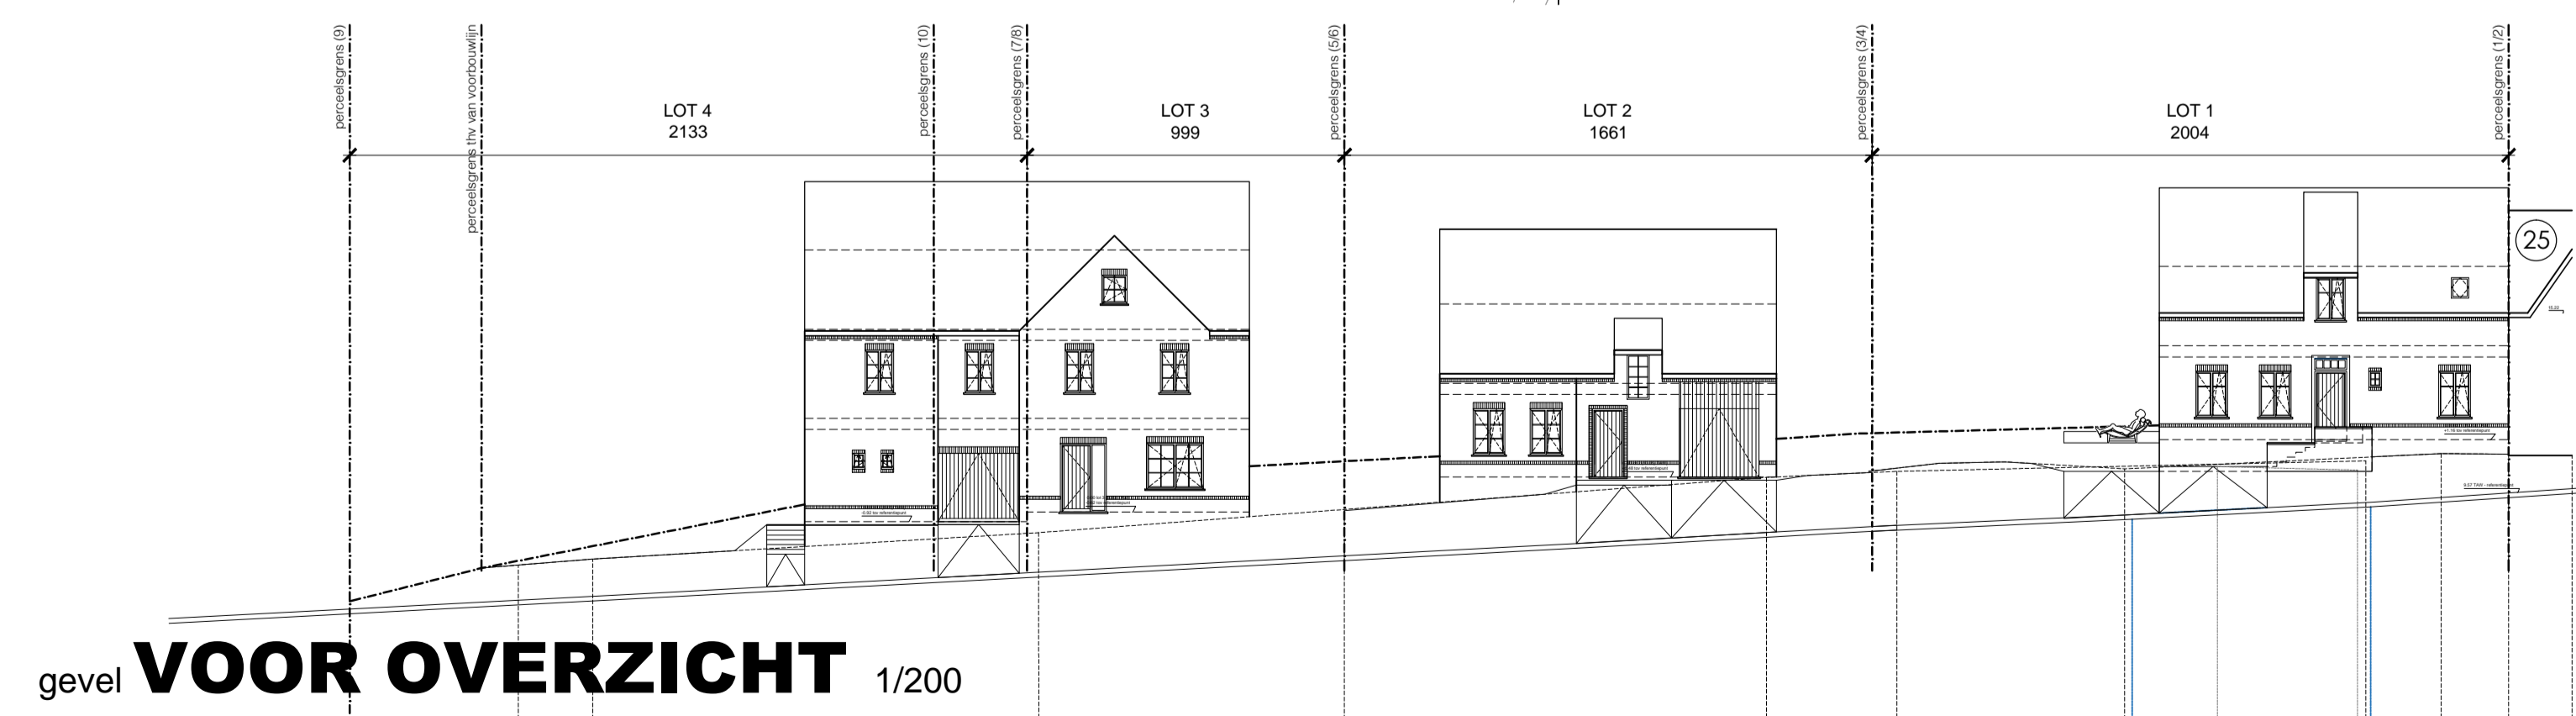 perceelsgrens (9)
perceelsgrens thv van voorbouwlijn
perceelsgrens (10)
perceelsgrens (7/8)
perceelsgrens (5/6)
perceelsgrens (3/4)
perceelsgrens (1/2)
LOT 4
2133
LOT 3
999
LOT 2
1661
LOT 1
2004
25
gevel VOOR OVERZICHT 1/200